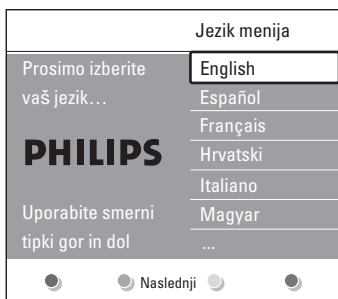 Jezik menija
Prosimo izberite
vaš jezik...
PHILIPS
Uporabite smerni
tipki gor in dol
English
Español
Français
Hrvatski
Italiano
Magyar
...
Naslednji